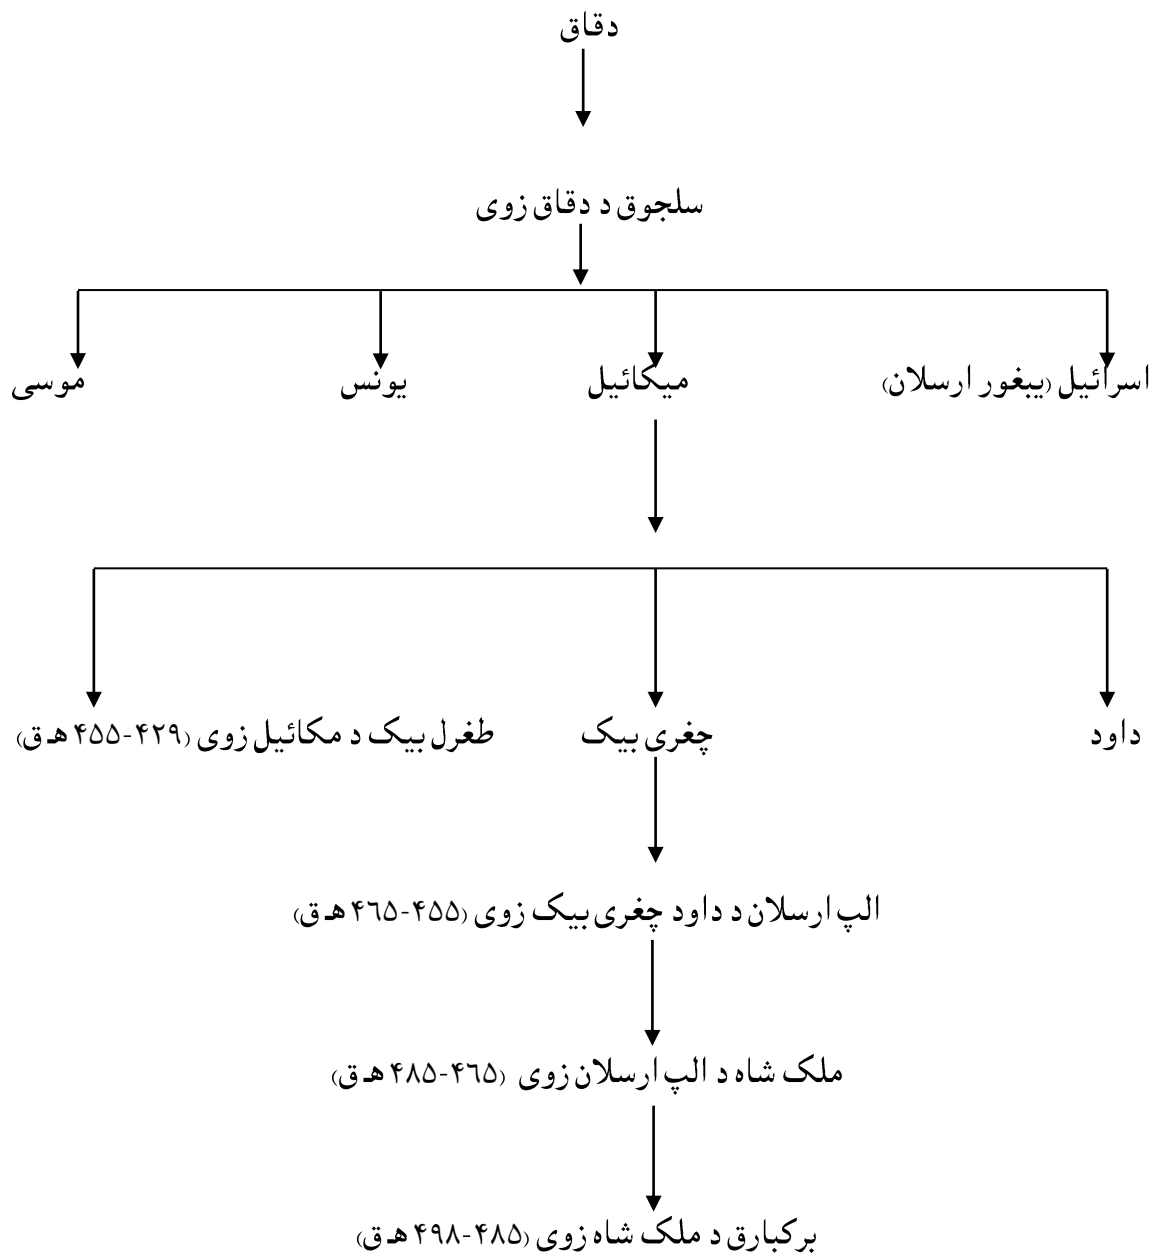 دقاق
سلجوق د دقاق زوی
اسرائیل (یبغور ارسلان)
میکائیل
یونس
موسی
داود
چغری بیک
طغرل بیک د مکائیل زوی (۴۲۹-۴۵۵ هـ ق)
الپ ارسلان د داود چغری بیک زوی (۴۵۵-۴٦۵ هـ ق)
ملک شاه د الپ ارسلان زوی (۴٦۵-۴۸۵ هـ ق)
برکبارق د ملک شاه زوی (۴۸۵-۴۹۸ هـ ق)